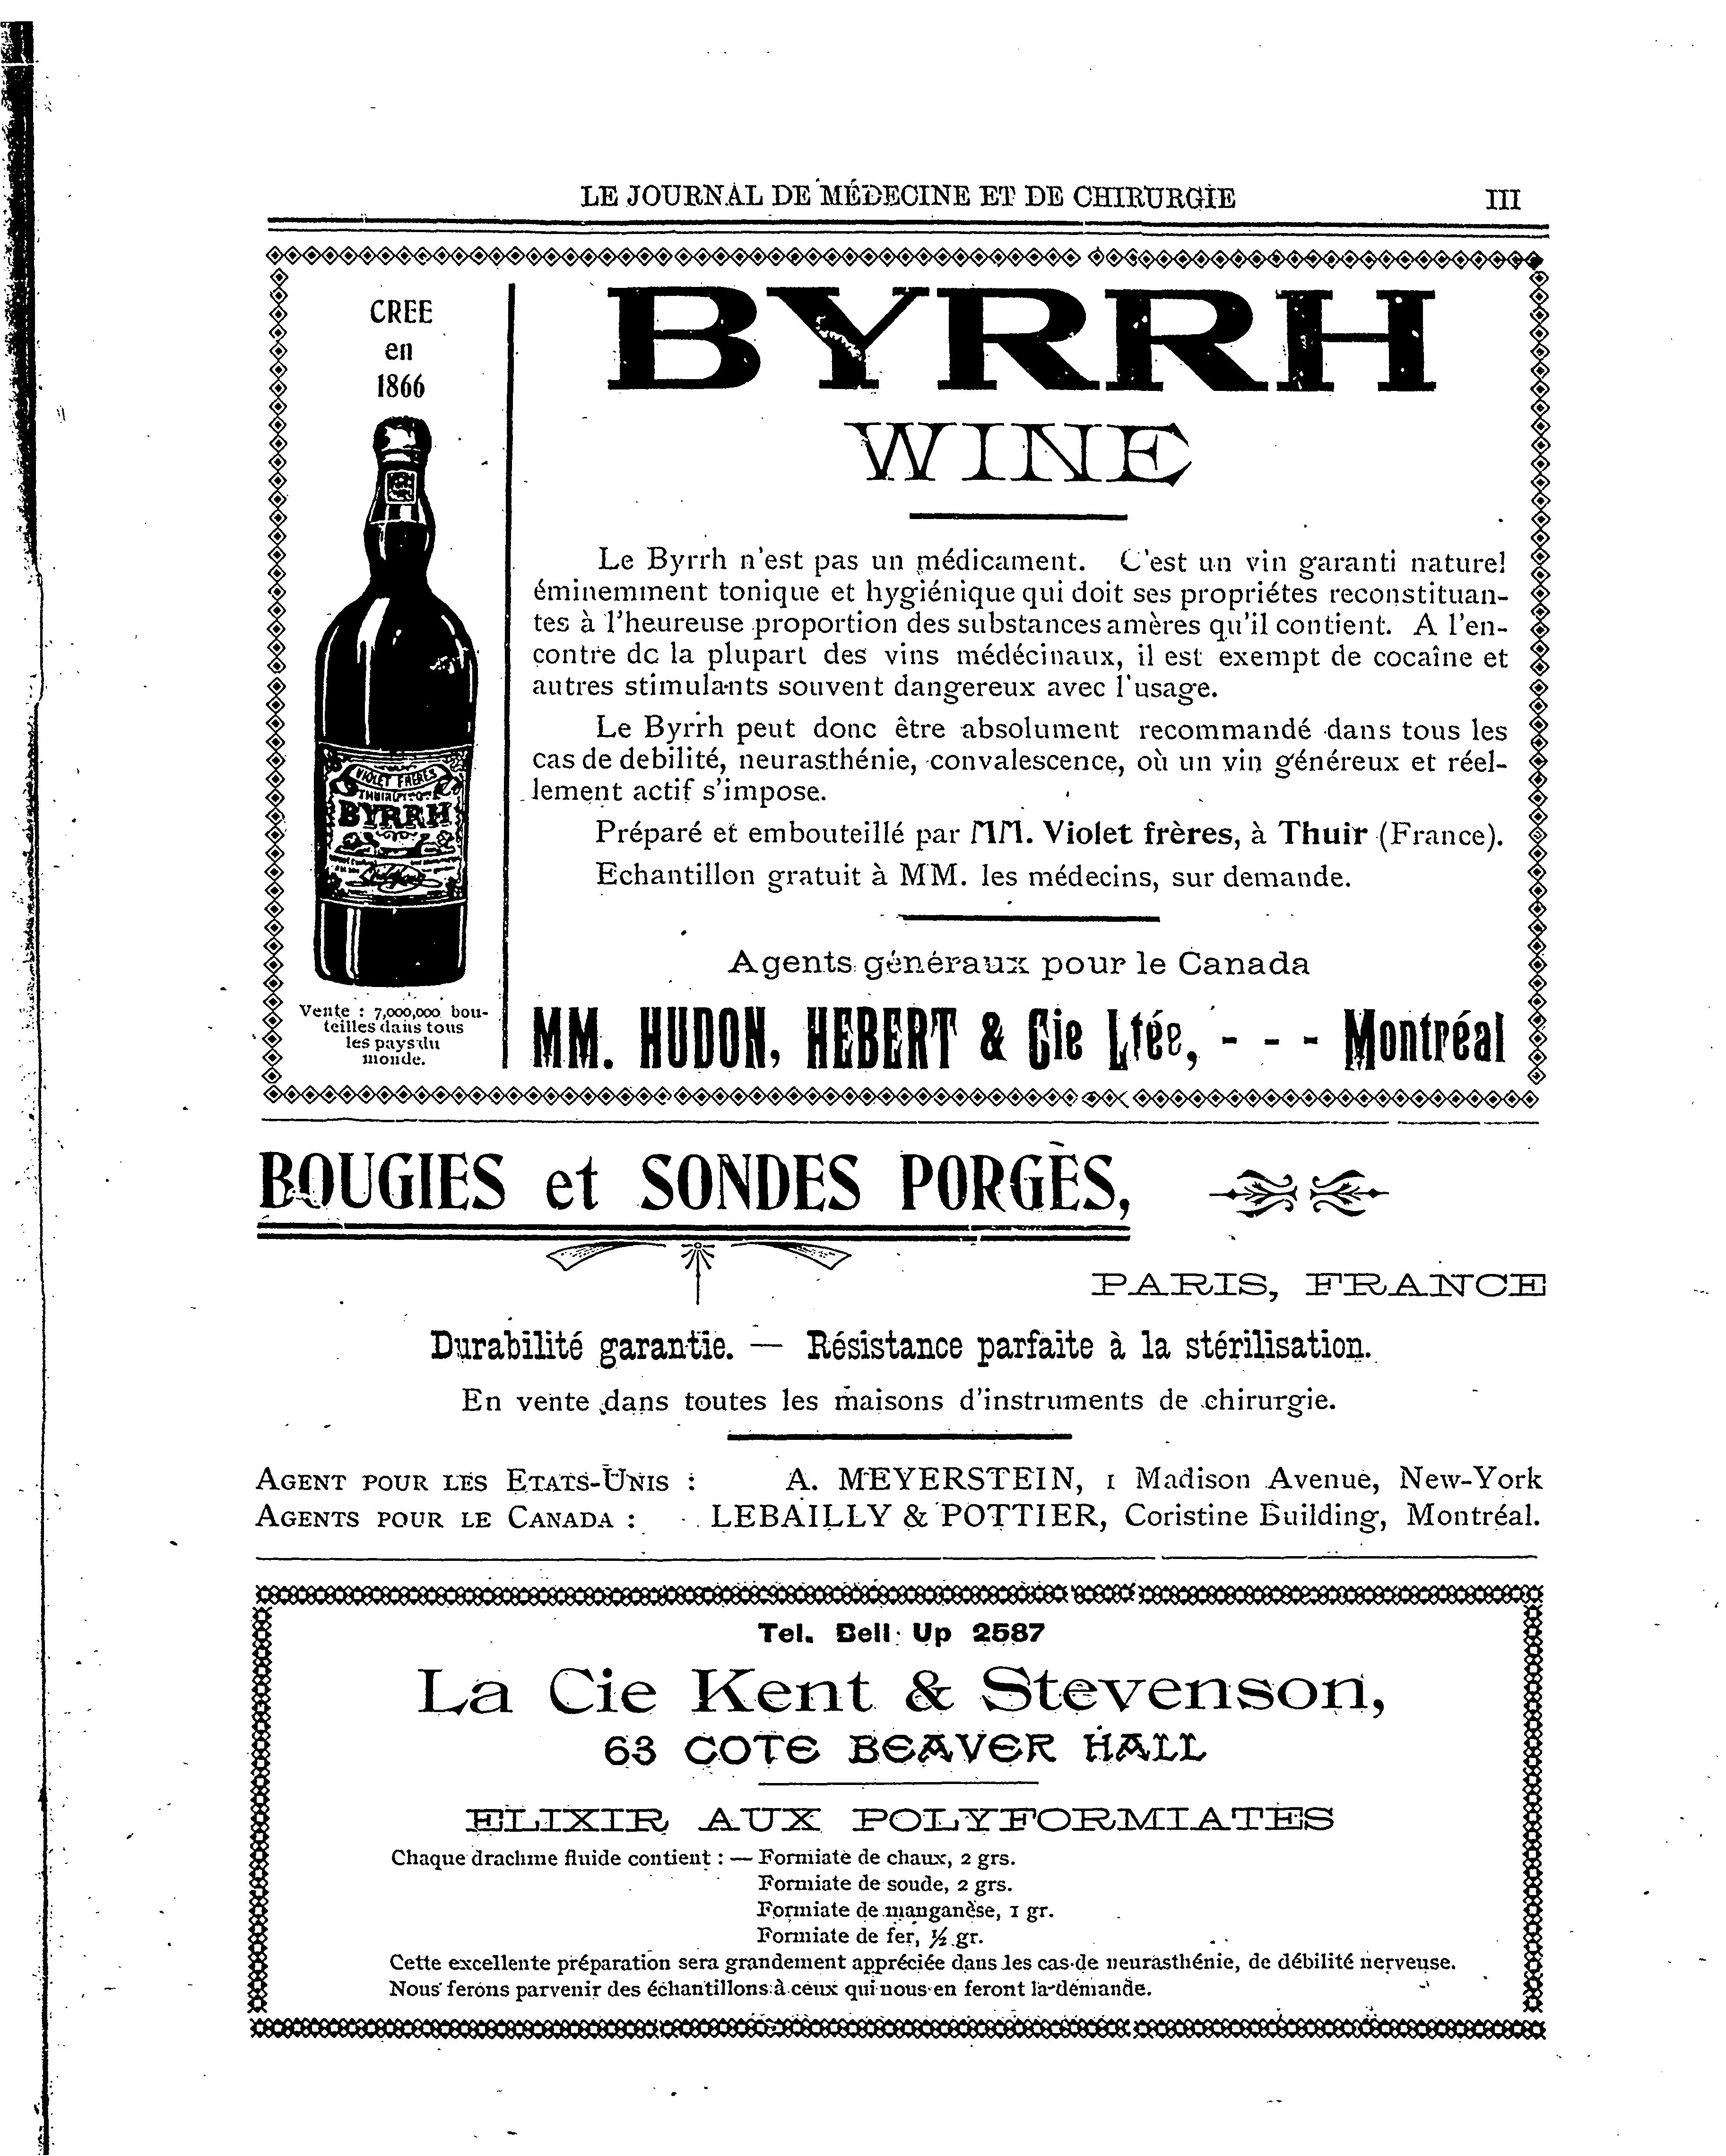 LE JOURNAL DE MÉDECINE ET DE CHIRURGIE III
CREE
en
1866
VIOLET FRÈRES
THUIR
BYRRH
Vente : 7,000,000 bou-
teilles dans tous
les pays du
monde.
BYRRH
WINE
Le Byrrh n'est pas un médicament. C'est un vin garanti naturel
éminemment tonique et hygiénique qui doit ses propriétes reconstituan-
tes à l'heureuse proportion des substances amères qu'il contient. A l'en-
contre de la plupart des vins médécinaux, il est exempt de cocaîne et
autres stimulants souvent dangereux avec l'usage.
Le Byrrh peut donc être absolument recommandé dans tous les
cas de debilité, neurasthénie, convalescence, où un vin généreux et réel-
lement actif s'impose.
Préparé et embouteillé par MM. Violet frères, à Thuir (France).
Echantillon gratuit à MM. les médecins, sur demande.
Agents généraux pour le Canada
MM. HUDON, HEBERT & Cie Ltée, - - - Montréal
BOUGIES et SONDES PORGÈS,
PARIS, FRANCE
Durabilité garantie. — Résistance parfaite à la stérilisation.
En vente dans toutes les maisons d'instruments de chirurgie.
AGENT POUR LES ETATS-UNIS : A. MEYERSTEIN, 1 Madison Avenue, New-York
AGENTS POUR LE CANADA : LEBAILLY & POTTIER, Coristine Building, Montréal.
Tel. Bell Up 2587
La Cie Kent & Stevenson,
63 COTE BEAVER HALL
ELIXIR AUX POLYFORMIATES
Chaque drachme fluide contient : — Formiate de chaux, 2 grs.
Formiate de soude, 2 grs.
Formiate de manganèse, 1 gr.
Formiate de fer, ½ gr.
Cette excellente préparation sera grandement appréciée dans les cas de neurasthénie, de débilité nerveuse.
Nous ferons parvenir des échantillons à ceux qui nous en feront la demande.